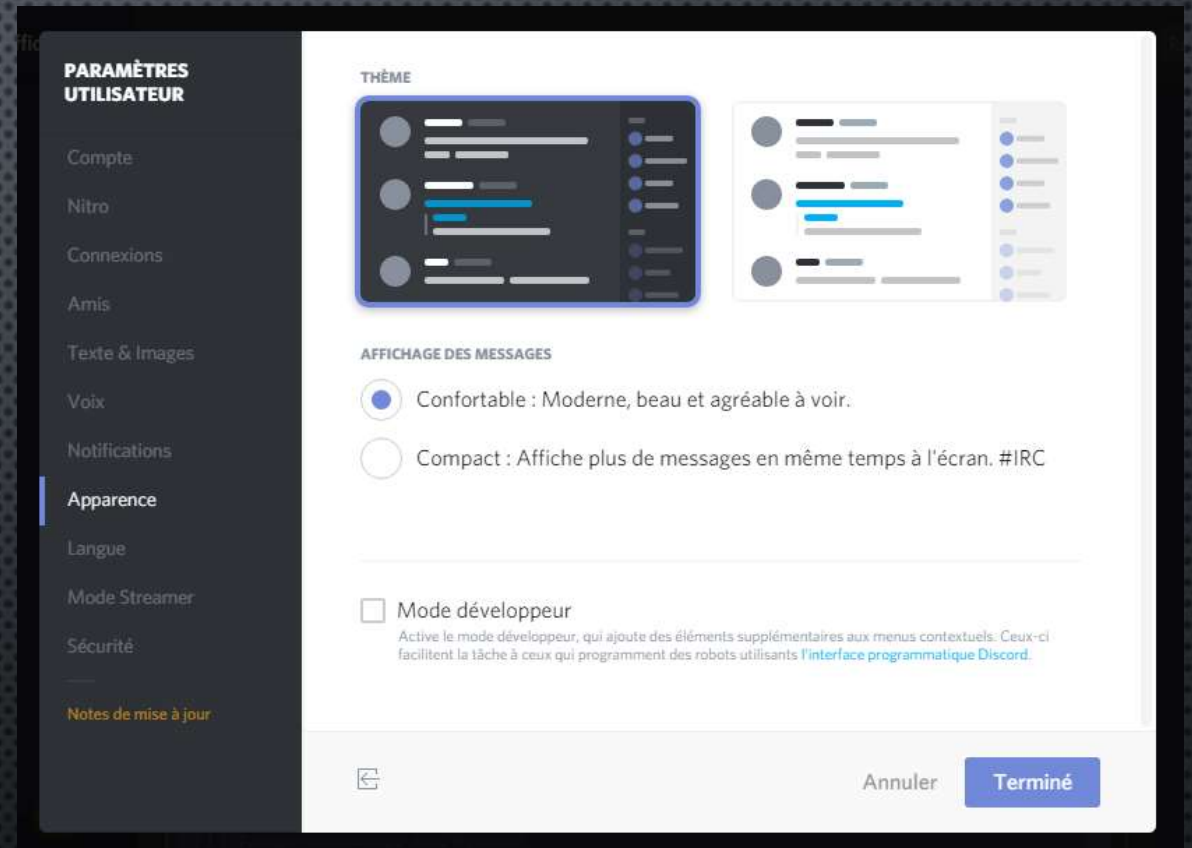 PARAMÈTRES
UTILISATEUR
Compte
Nitro
Connexions
Amis
Texte & Images
Voix
Notifications
Apparence
Langue
Mode Streamer
Sécurité
Notes de mise à jour
THÈME
AFFICHAGE DES MESSAGES
Confortable : Moderne, beau et agréable à voir.
Compact : Affiche plus de messages en même temps à l'écran. #IRC
Mode développeur
Active le mode développeur, qui ajoute des éléments supplémentaires aux menus contextuels. Ceux-ci
facilitent la tâche à ceux qui programment des robots utilisants l'interface programmatique Discord.
Annuler
Terminé